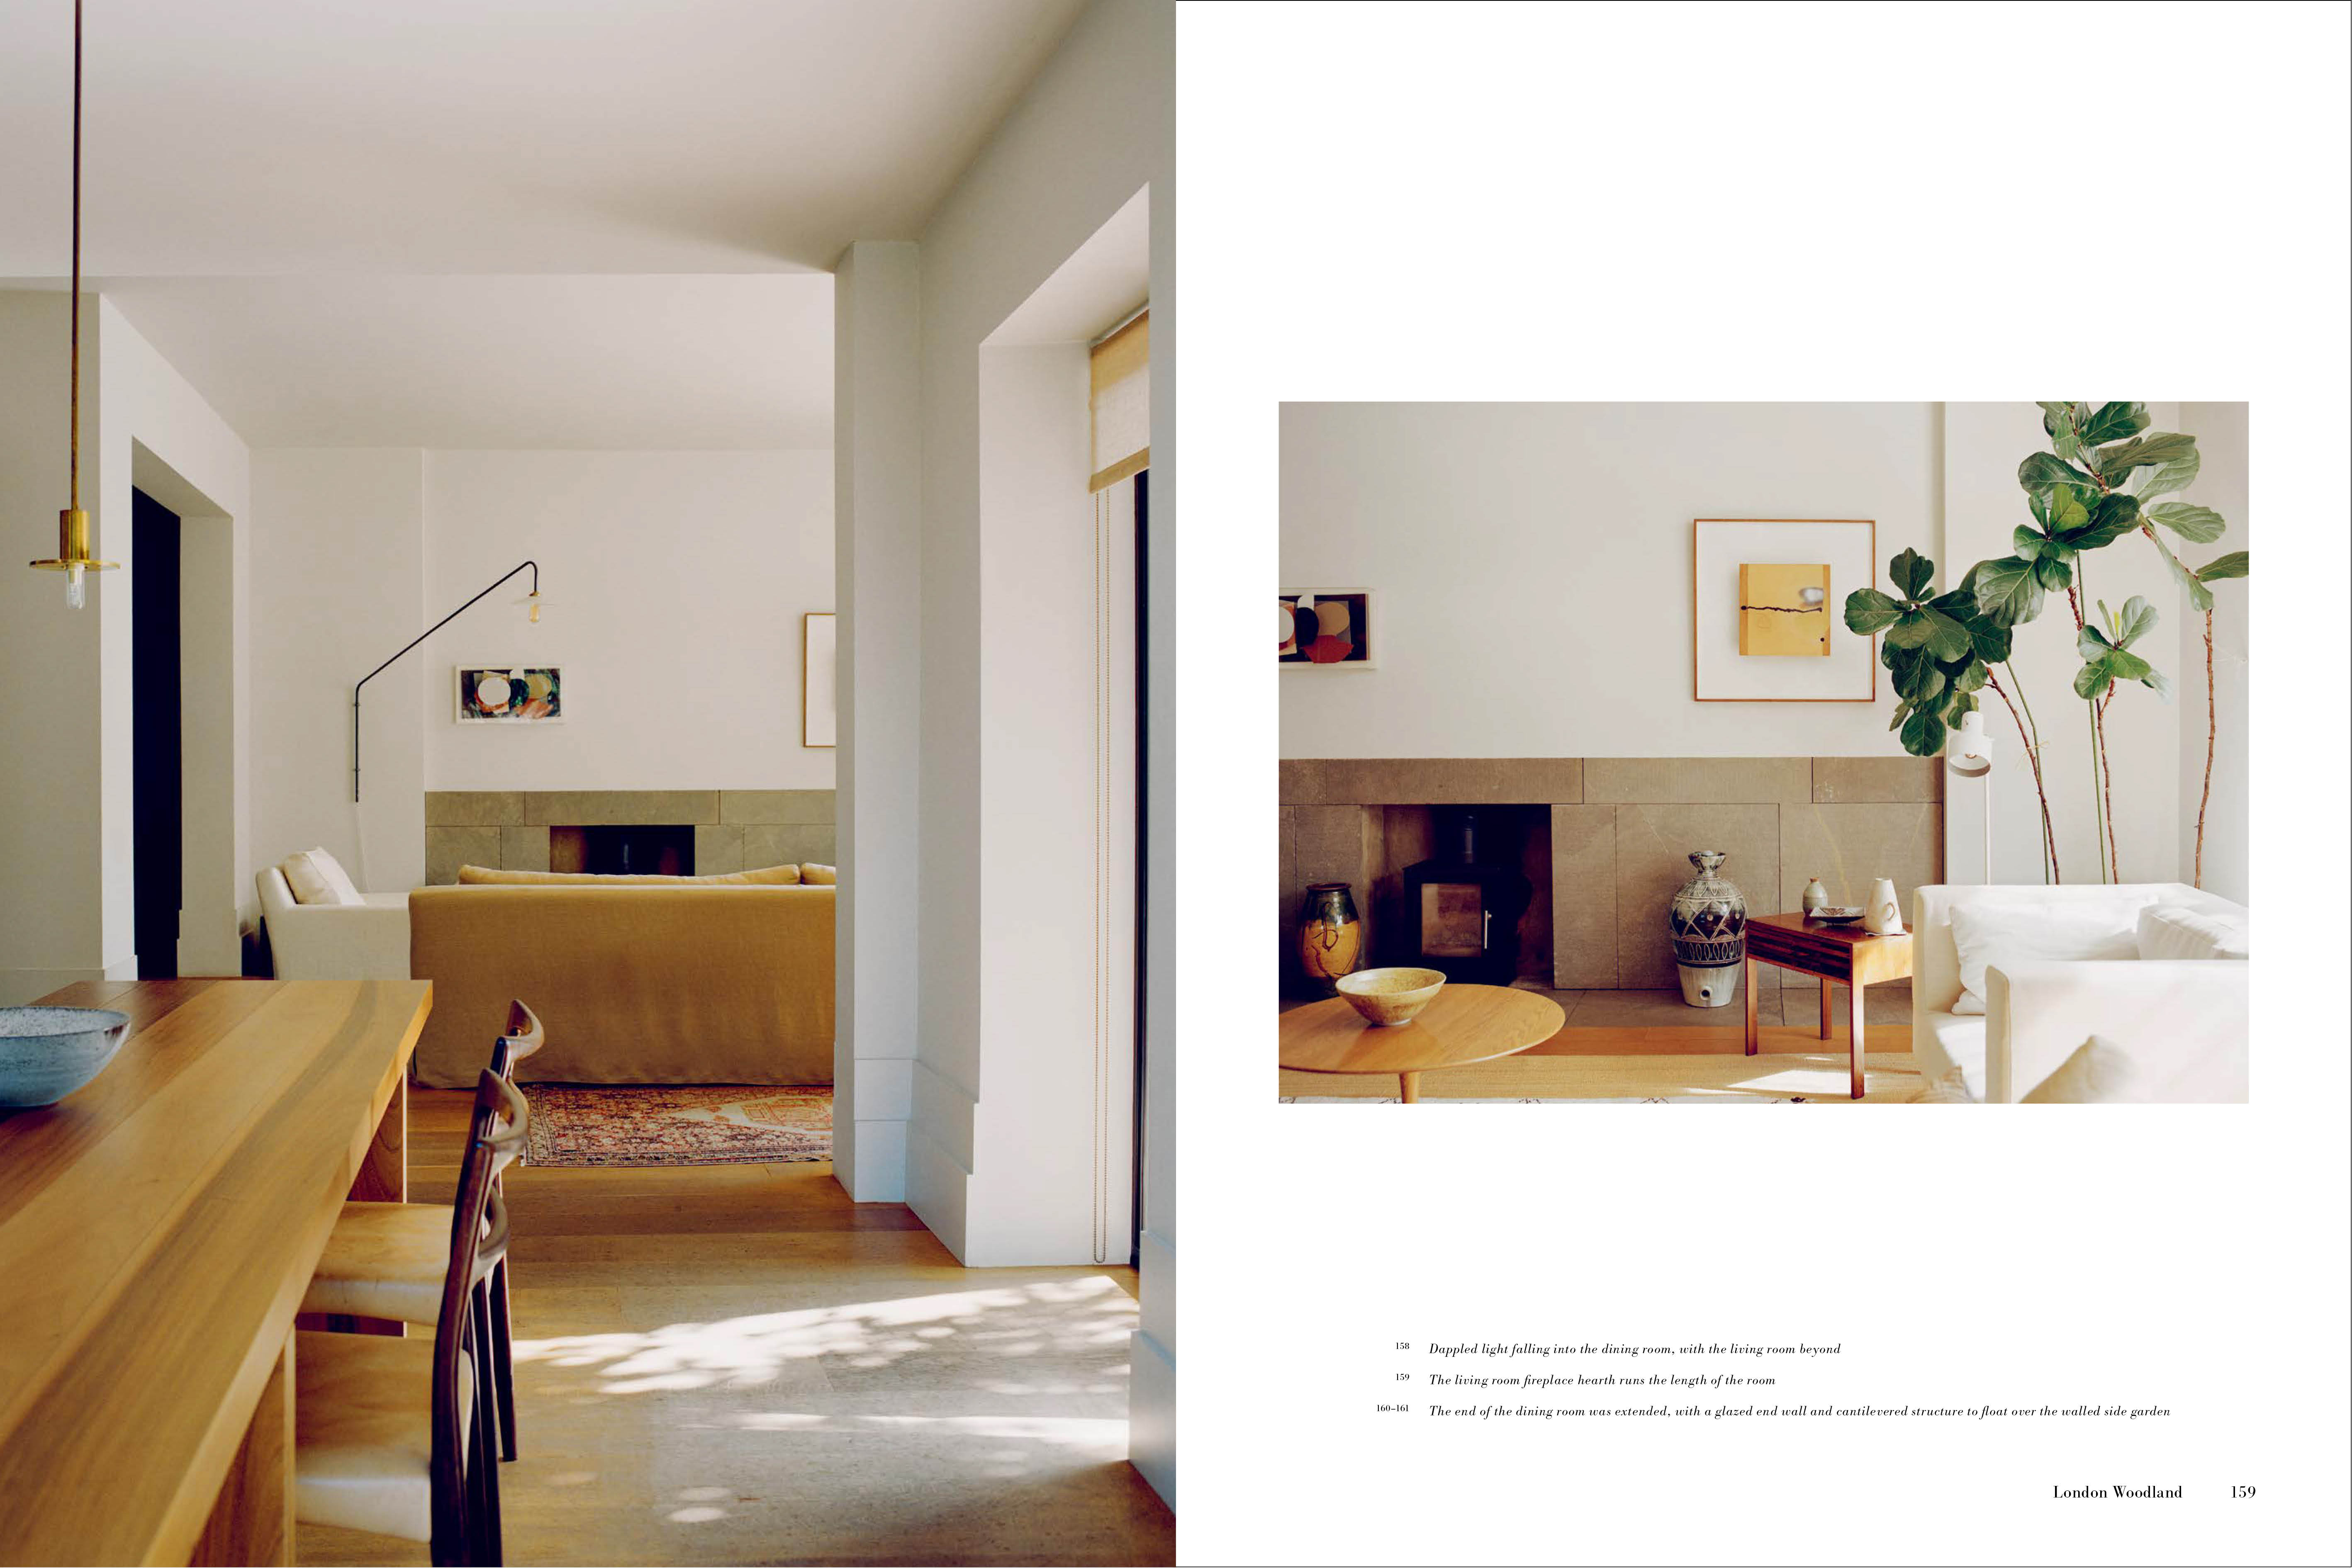 158 Dappled light falling into the dining room, with the living room beyond
159 The living room fireplace hearth runs the length of the room
160–161 The end of the dining room was extended, with a glazed end wall and cantilevered structure to float over the walled side garden
London Woodland 159